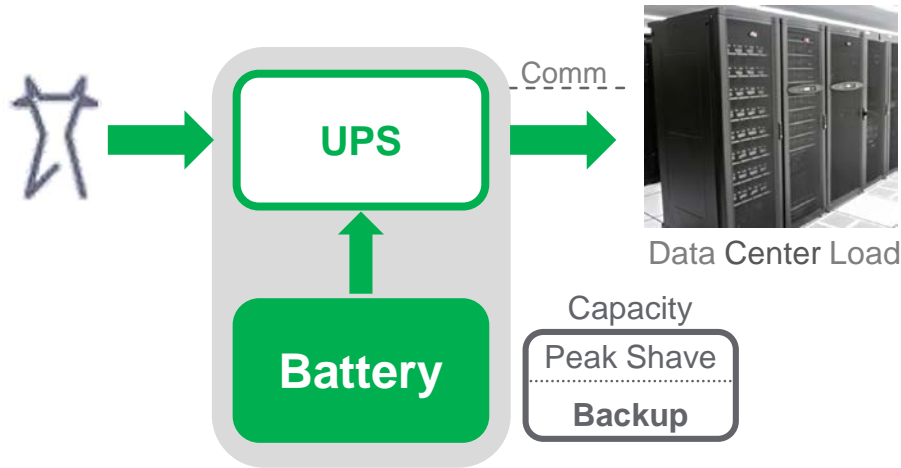 Comm
UPS
Data Center Load
Capacity
Peak Shave
Battery
Backup